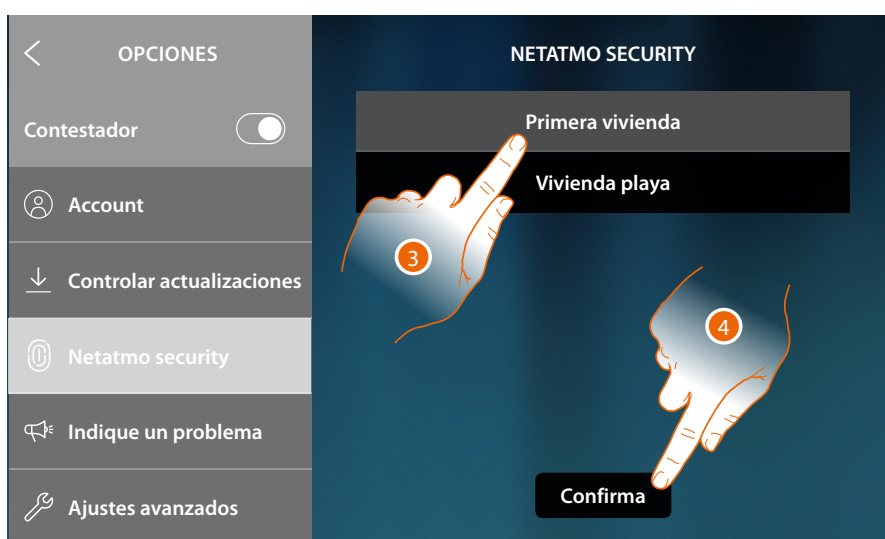 OPCIONES
Contestador
Account
Controlar actualizaciones
Netatmo security
Indique un problema
Ajustes avanzados
NETATMO SECURITY
Primera vivienda
Vivienda playa
3
4
Confirma